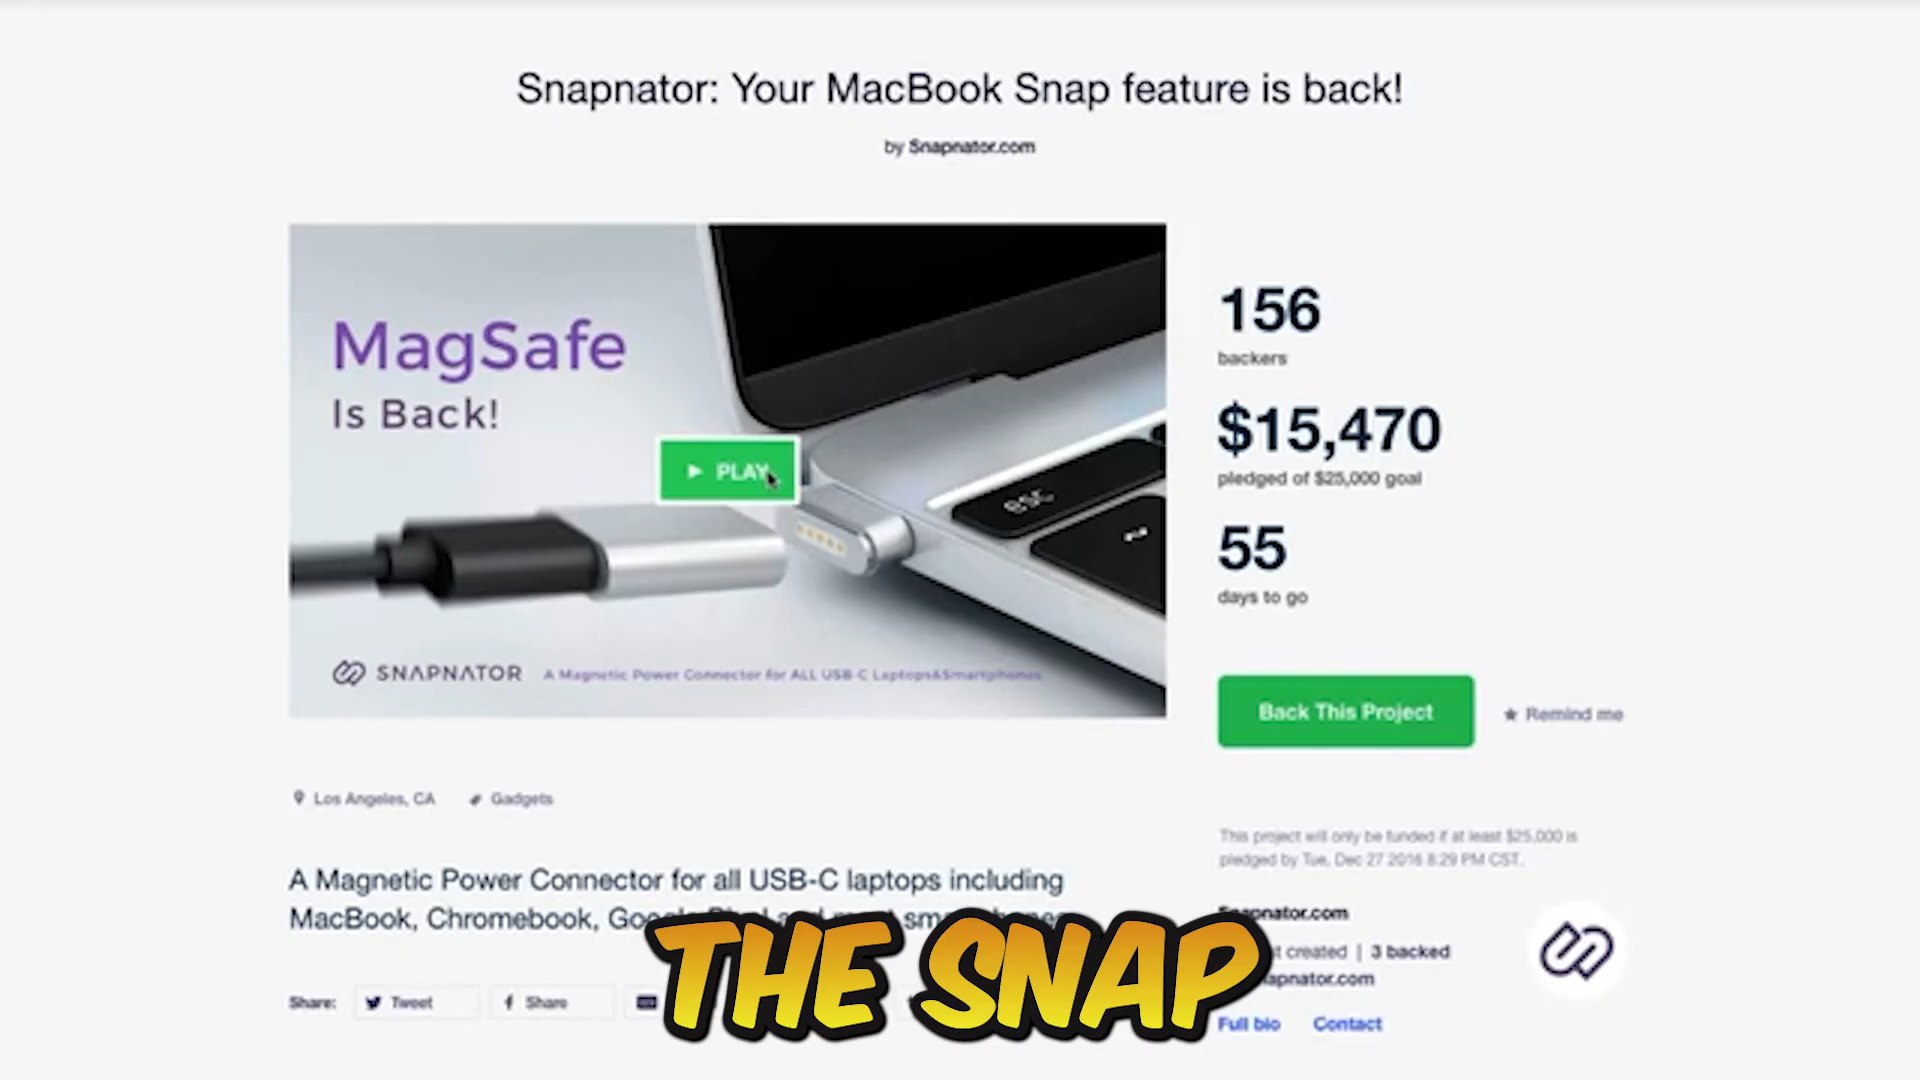 Snapnator: Your MacBook Snap feature is back!
by Snapnator.com
MagSafe
Is Back!
PLAY
esc
SNAPNATOR A Magnetic Power Connector for ALL USB-C Laptops&Smartphones
156
backers
$15,470
pledged of $25,000 goal
55
days to go
Back This Project
Remind me
Los Angeles, CA
Gadgets
This project will only be funded if at least $25,000 is
pledged by Tue, Dec 27 2016 8:29 PM CST.
A Magnetic Power Connector for all USB-C laptops including
MacBook, Chromebook,
Snapnator.com
created | 3 backed
Share:
Tweet
Share
Full bio
Contact
THE SNAP